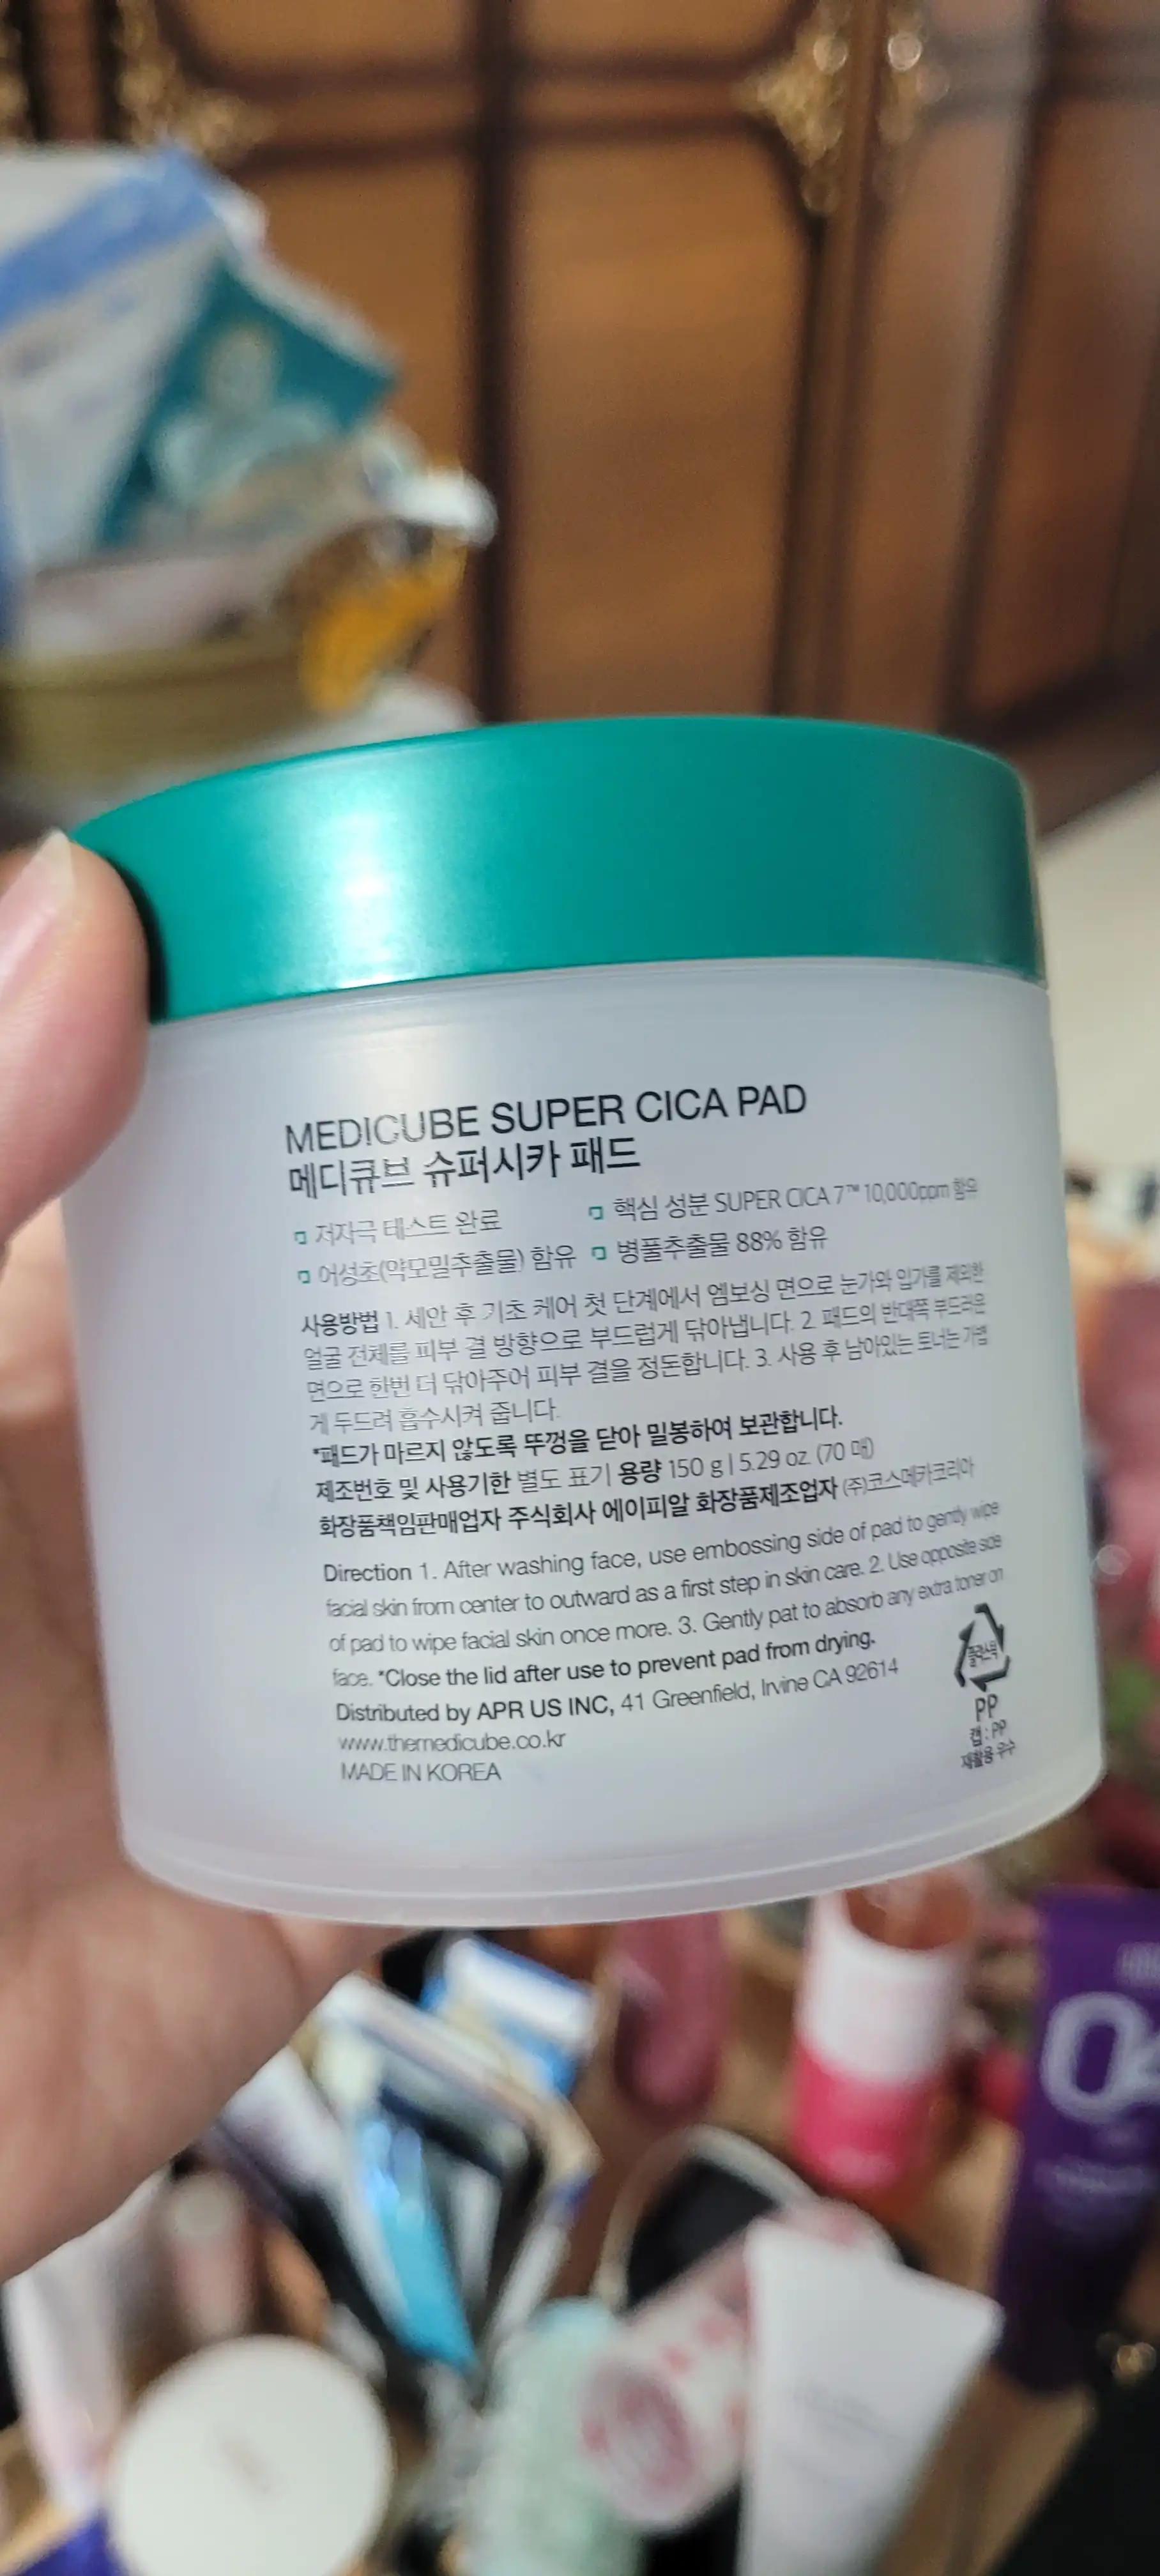 MEDICUBE SUPER CICA PAD
메디큐브 슈퍼시카 패드
저자극 테스트 완료
핵심 성분 SUPER CICA 7™ 10,000ppm 함유
어성초(약모밀추출물) 함유
병풀추출물 88% 함유
사용방법 1. 세안 후 기초 케어 첫 단계에서 엠보싱 면으로 눈가와 입가를 제외한
얼굴 전체를 피부 결 방향으로 부드럽게 닦아냅니다. 2. 패드의 반대쪽 부드러운
면으로 한번 더 닦아주어 피부 결을 정돈합니다. 3. 사용 후 남아있는 토너는 가볍
게 두드려 흡수시켜 줍니다.
*패드가 마르지 않도록 뚜껑을 닫아 밀봉하여 보관합니다.
제조번호 및 사용기한 별도 표기 용량 150 g | 5.29 oz. (70 매)
화장품책임판매업자 주식회사 에이피알 화장품제조업자 (주)코스메카코리아
Direction 1. After washing face, use embossing side of pad to gently wipe
facial skin from center to outward as a first step in skin care. 2. Use opposite side
of pad to wipe facial skin once more. 3. Gently pat to absorb any extra toner on
face. *Close the lid after use to prevent pad from drying.
Distributed by APR US INC, 41 Greenfield, Irvine CA 92614
www.themedicube.co.kr
MADE IN KOREA
플라스틱
PP
캡 : PP
재활용 우수
04